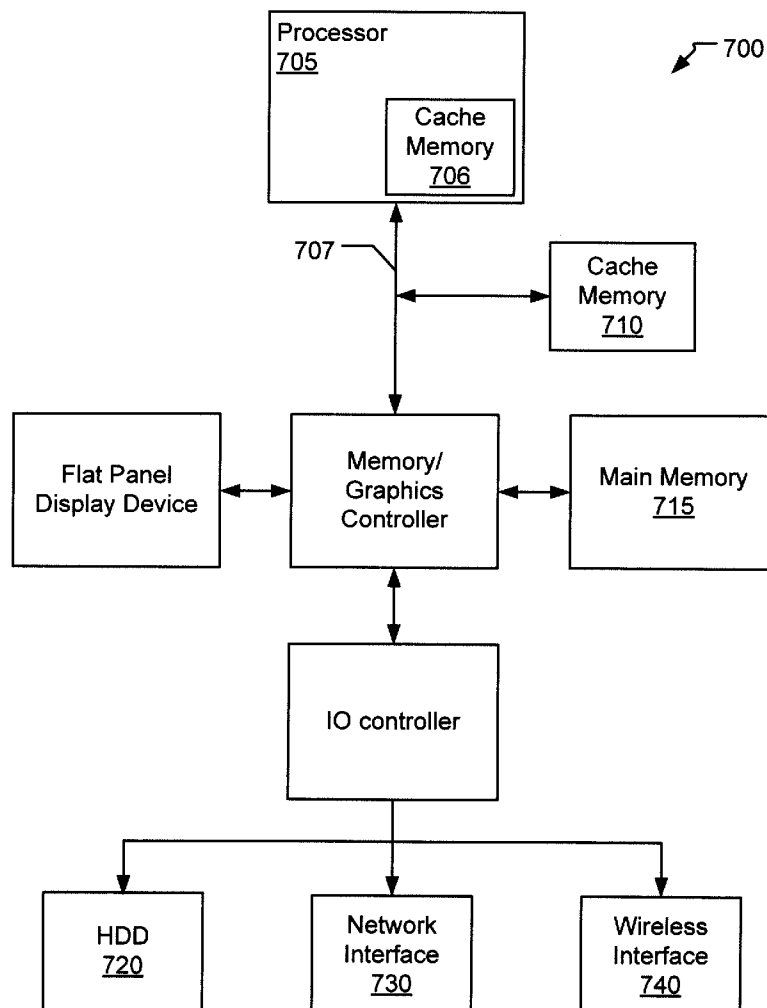 Processor
705
700
Cache
Memory
706
707
Cache
Memory
710
Flat Panel
Display Device
Memory/
Graphics
Controller
Main Memory
715
IO controller
HDD
720
Network
Interface
730
Wireless
Interface
740